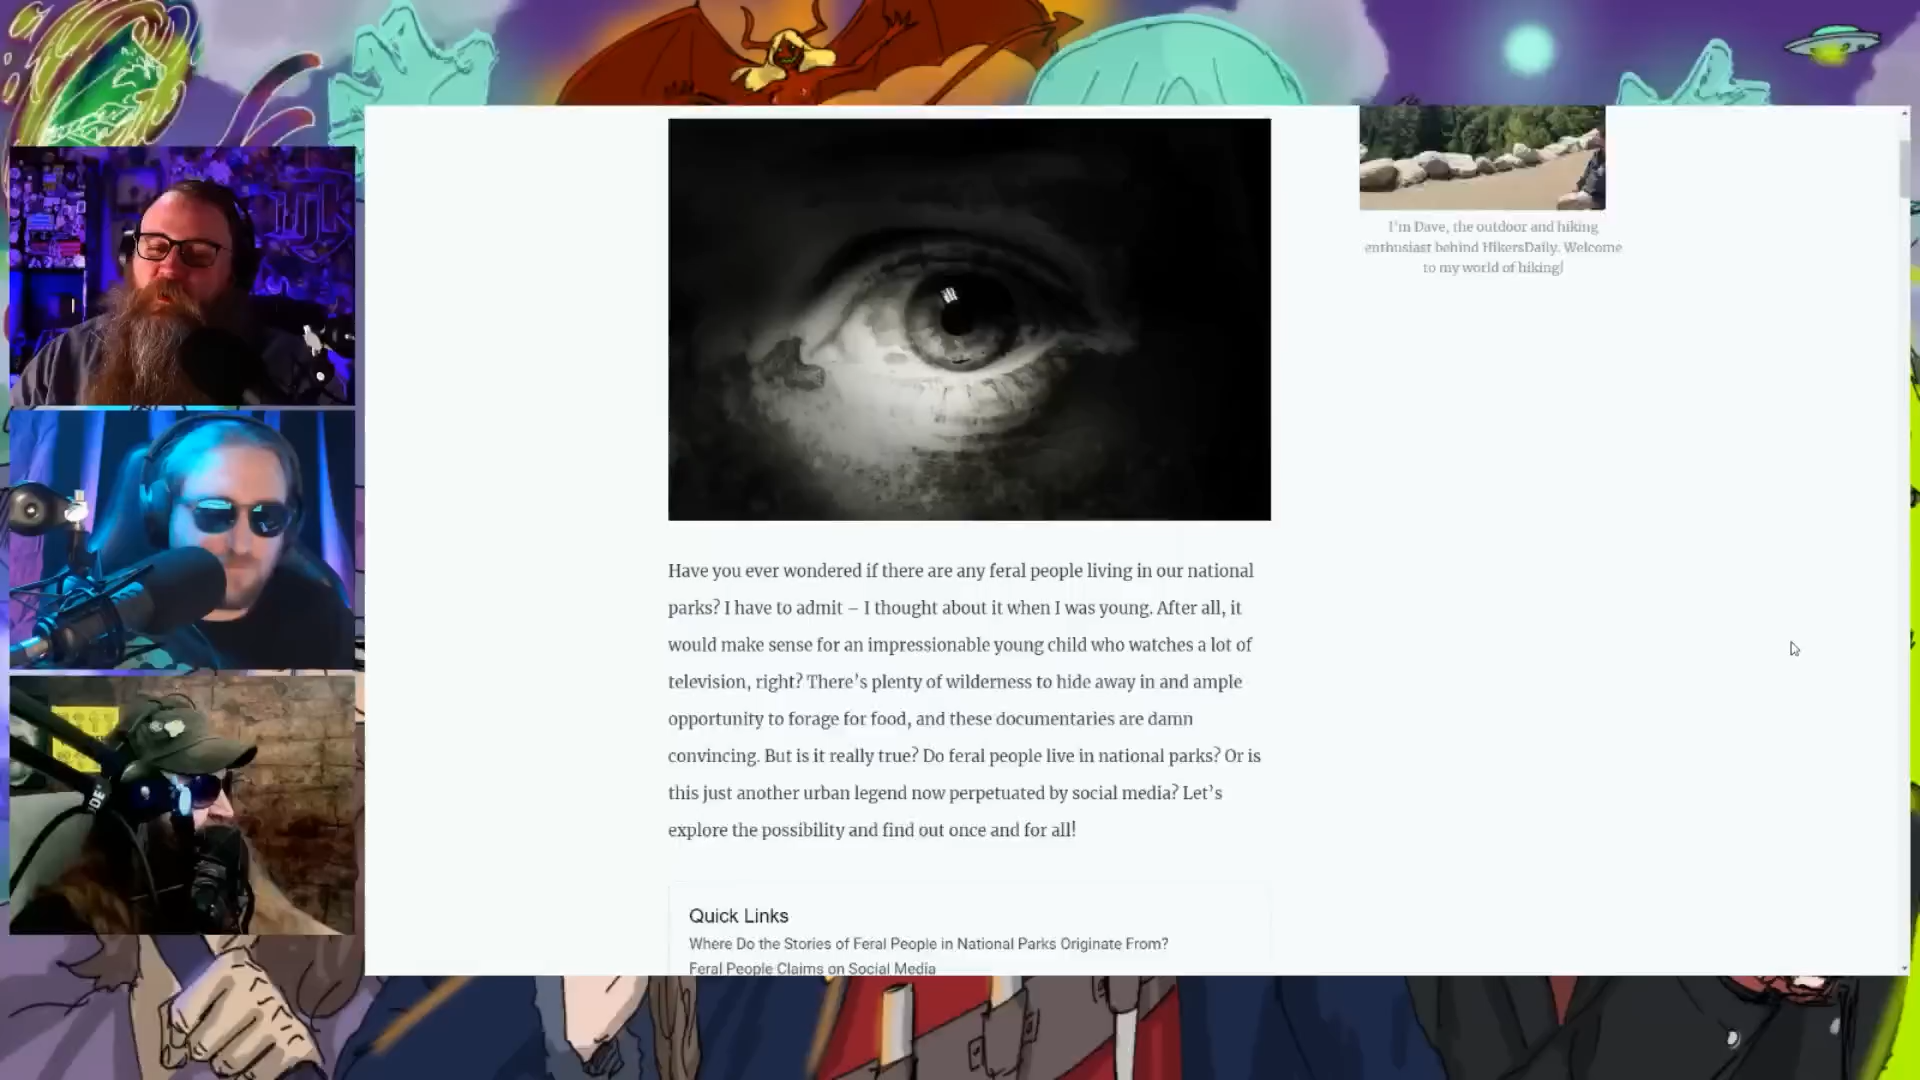 I'm Dave, the outdoor and hiking
enthusiast behind HikersDaily. Welcome
to my world of hiking!
Have you ever wondered if there are any feral people living in our national
parks? I have to admit – I thought about it when I was young. After all, it
would make sense for an impressionable young child who watches a lot of
television, right? There's plenty of wilderness to hide away in and ample
opportunity to forage for food, and these documentaries are damn
convincing. But is it really true? Do feral people live in national parks? Or is
this just another urban legend now perpetuated by social media? Let's
explore the possibility and find out once and for all!
Quick Links
Where Do the Stories of Feral People in National Parks Originate From?
Feral People Claims on Social Media